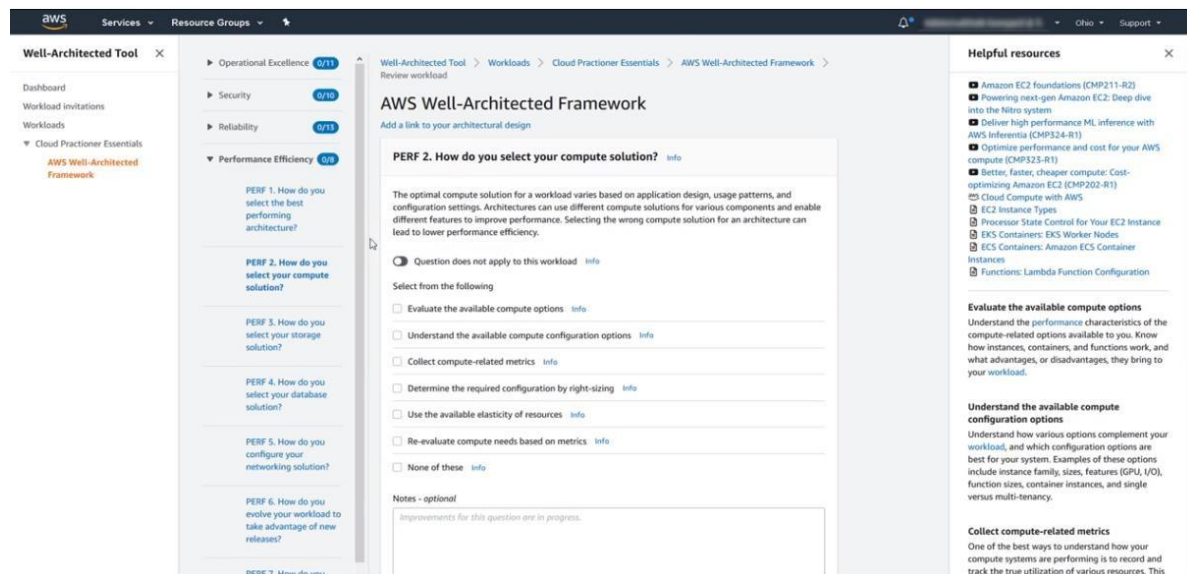 aws
Services
Resource Groups
Ohio
Support
Well-Architected Tool
Dashboard
Workload invitations
Workloads
Cloud Practioner Essentials
AWS Well-Architected
Framework
Operational Excellence 0/11
Security 0/10
Reliability 0/13
Performance Efficiency 0/8
PERF 1. How do you
select the best
performing
architecture?
PERF 2. How do you
select your compute
solution?
PERF 3. How do you
select your storage
solution?
PERF 4. How do you
select your database
solution?
PERF 5. How do you
configure your
networking solution?
PERF 6. How do you
evolve your workload to
take advantage of new
releases?
PERF 7. How do you
Well-Architected Tool > Workloads > Cloud Practioner Essentials > AWS Well-Architected Framework >
Review workload
AWS Well-Architected Framework
Add a link to your architectural design
PERF 2. How do you select your compute solution? Info
The optimal compute solution for a workload varies based on application design, usage patterns, and
configuration settings. Architectures can use different compute solutions for various components and enable
different features to improve performance. Selecting the wrong compute solution for an architecture can
lead to lower performance efficiency.
Question does not apply to this workload Info
Select from the following
Evaluate the available compute options Info
Understand the available compute configuration options Info
Collect compute-related metrics Info
Determine the required configuration by right-sizing Info
Use the available elasticity of resources Info
Re-evaluate compute needs based on metrics Info
None of these Info
Notes - optional
Improvements for this question are in progress.
Helpful resources
Amazon EC2 foundations (CMP211-R2)
Powering next-gen Amazon EC2: Deep dive
into the Nitro system
Deliver high performance ML inference with
AWS Inferentia (CMP324-R1)
Optimize performance and cost for your AWS
compute (CMP323-R1)
Better, faster, cheaper compute: Cost-
optimizing Amazon EC2 (CMP202-R1)
Cloud Compute with AWS
EC2 Instance Types
Processor State Control for Your EC2 Instance
EKS Containers: EKS Worker Nodes
ECS Containers: Amazon ECS Container
Instances
Functions: Lambda Function Configuration
Evaluate the available compute options
Understand the performance characteristics of the
compute-related options available to you. Know
how instances, containers, and functions work, and
what advantages, or disadvantages, they bring to
your workload.
Understand the available compute
configuration options
Understand how various options complement your
workload, and which configuration options are
best for your system. Examples of these options
include instance family, sizes, features (GPU, I/O),
function sizes, container instances, and single
versus multi-tenancy.
Collect compute-related metrics
One of the best ways to understand how your
compute systems are performing is to record and
track the true utilization of various resources. This